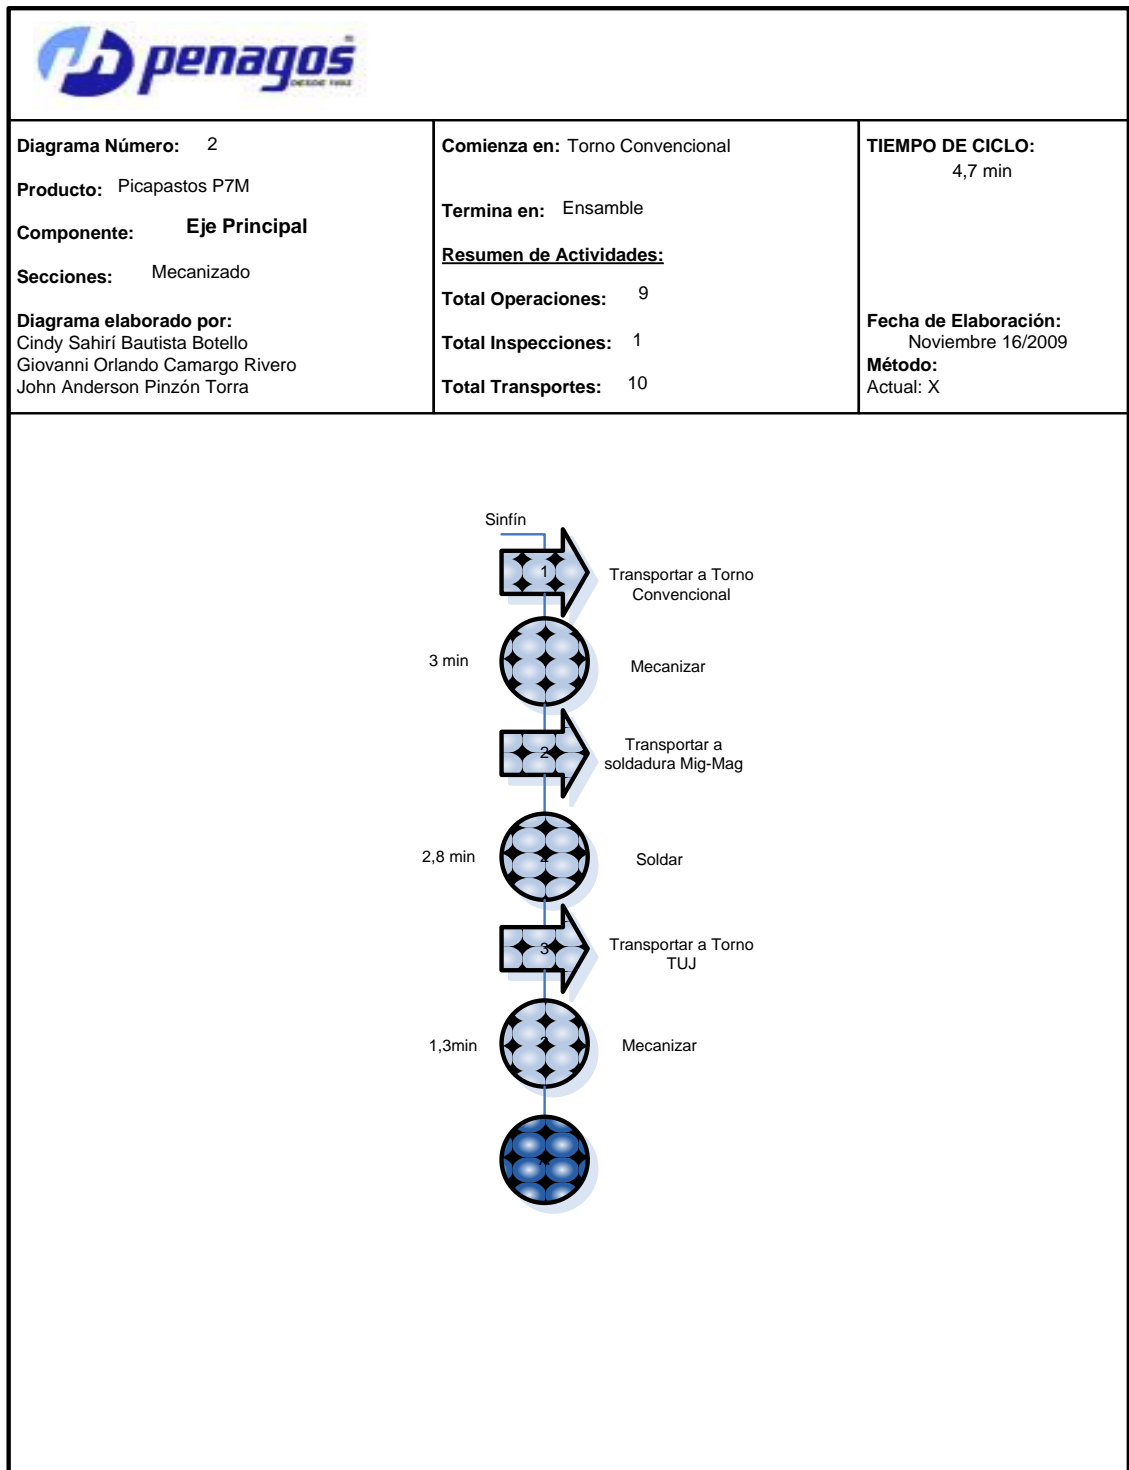 penagos
DESDE 1892
Diagrama Número: 2
Producto: Picapastos P7M
Componente: Eje Principal
Secciones: Mecanizado
Diagrama elaborado por:
Cindy Sahirí Bautista Botello
Giovanni Orlando Camargo Rivero
John Anderson Pinzón Torra
Comienza en: Torno Convencional
Termina en: Ensamble
Resumen de Actividades:
Total Operaciones: 9
Total Inspecciones: 1
Total Transportes: 10
TIEMPO DE CICLO:
4,7 min
Fecha de Elaboración:
Noviembre 16/2009
Método:
Actual: X
Sinfín
1
Transportar a Torno
Convencional
3 min
Mecanizar
2
Transportar a
soldadura Mig-Mag
2,8 min
2
Soldar
3
Transportar a Torno
TUJ
1,3min
3
Mecanizar